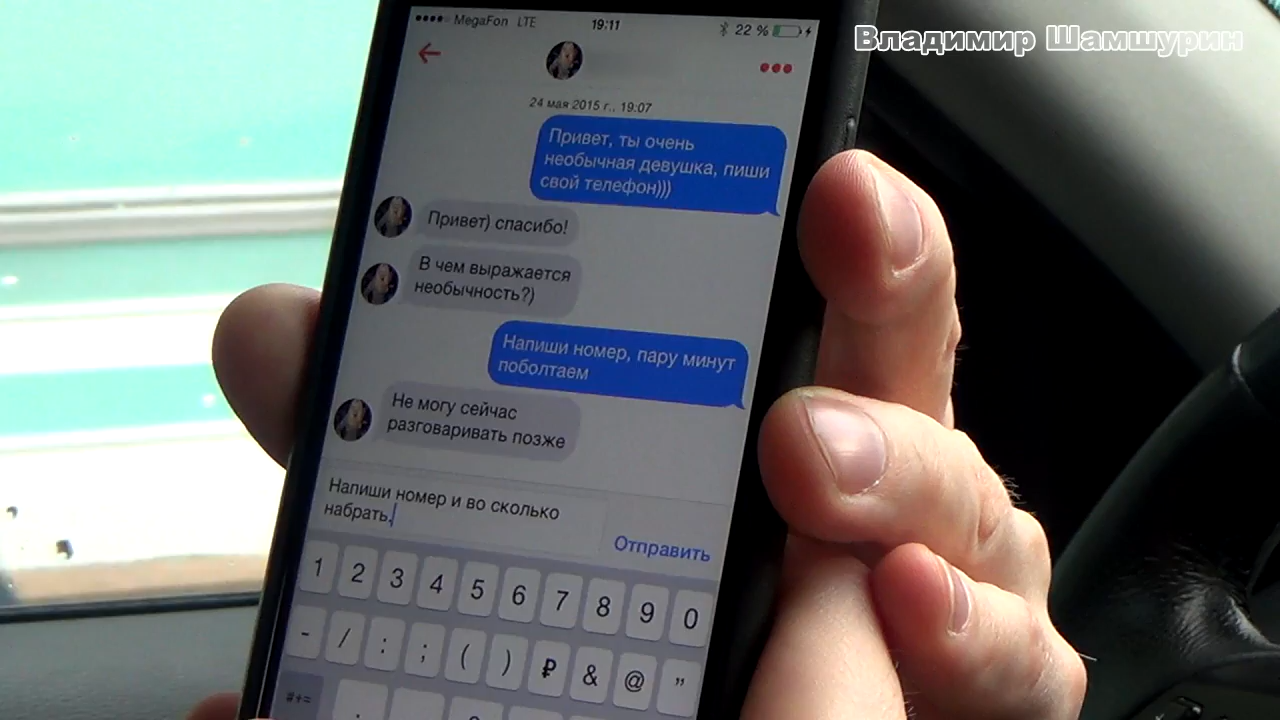 MegaFon LTE 19:11 22 %
Владимир Шамшурин
24 мая 2015 г., 19:07
Привет, ты очень
необычная девушка, пиши
свой телефон)))
Привет) спасибо!
В чем выражается
необычность?)
Напиши номер, пару минут
поболтаем
Не могу сейчас
разговаривать позже
Напиши номер и во сколько
набрать,
Отправить
1 2 3 4 5 6 7 8 9 0
- / : ; ( ) ₽ & @ "
#+=